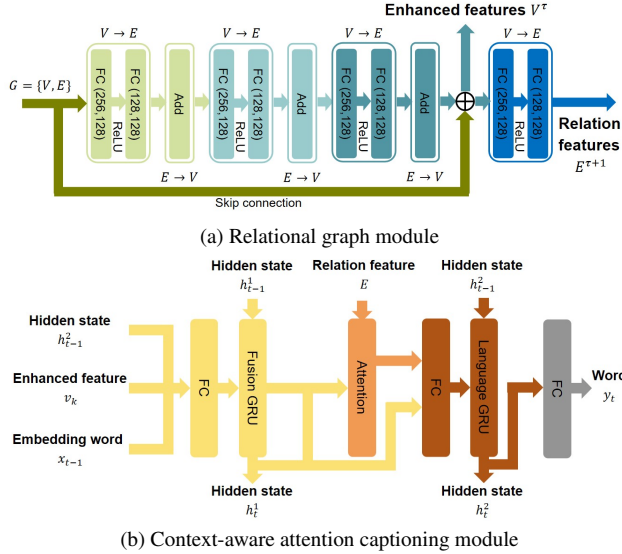 Enhanced features V^τ
V → E
V → E
V → E
V → E
G = {V, E}
FC (256,128)
ReLU
FC (128,128)
Add
FC (256,128)
ReLU
FC (128,128)
Add
FC (256,128)
ReLU
FC (128,128)
Add
FC (256,128)
ReLU
FC (128,128)
Relation
features
E^{τ+1}
E → V
E → V
E → V
Skip connection
(a) Relational graph module
Hidden state
h^1_{t−1}
Relation feature
E
Hidden state
h^2_{t−1}
Hidden state
h^2_{t−1}
Enhanced feature
v_k
Embedding word
x_{t−1}
FC
Fusion GRU
Attention
FC
Language GRU
FC
Word
y_t
Hidden state
h^1_t
Hidden state
h^2_t
(b) Context-aware attention captioning module